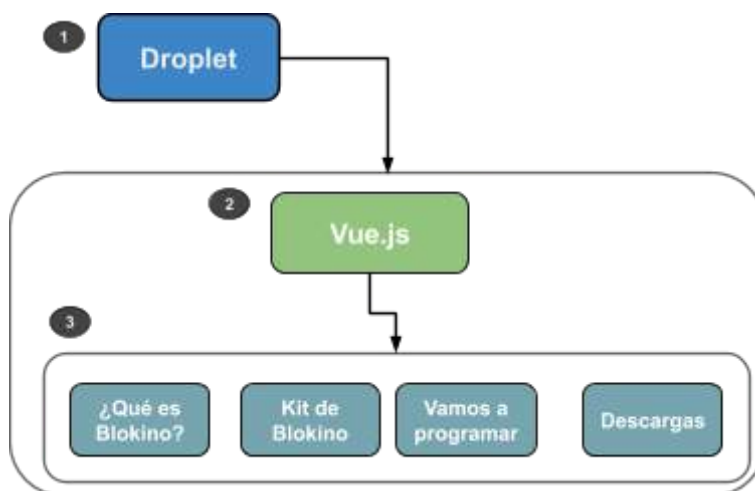 1
Droplet
2
Vue.js
3
¿Qué es
Blokino?
Kit de
Blokino
Vamos a
programar
Descargas